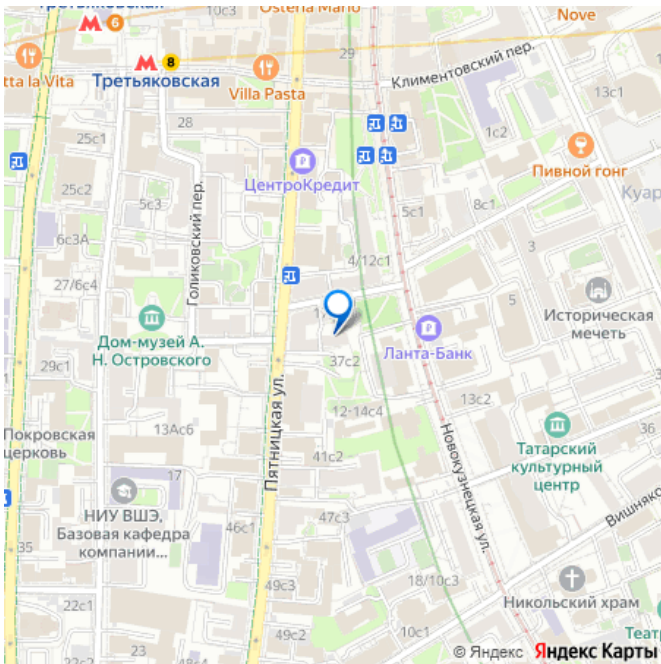 Третьяковская
6
Osteria Mario
Nove
8
Третьяковская
tta la Vita
Villa Pasta
29
Климентовский пер.
13с1
25с1
28
1с2
Пивной гонг
ЦентроКредит
25с2
5с3
Голиковский пер.
5с1
8с1
Куар
6с3А
3
4/12с1
27/6с4
5
Историческая
мечеть
Дом-музей А.
Н. Островского
Ланта-Банк
37с2
29с1
13с2
12-14с4
Пятницкая ул.
13Ас6
Покровская
церковь
41с2
Новокузнецкая ул.
36
Татарский
культурный
центр
17
НИУ ВШЭ,
Базовая кафедра
компании...
46с1
47с3
Вишняко
35
18/10с3
49с3
Никольский храм
22с1
23
49с2
10с1
Теат
© Яндекс Яндекс Карты